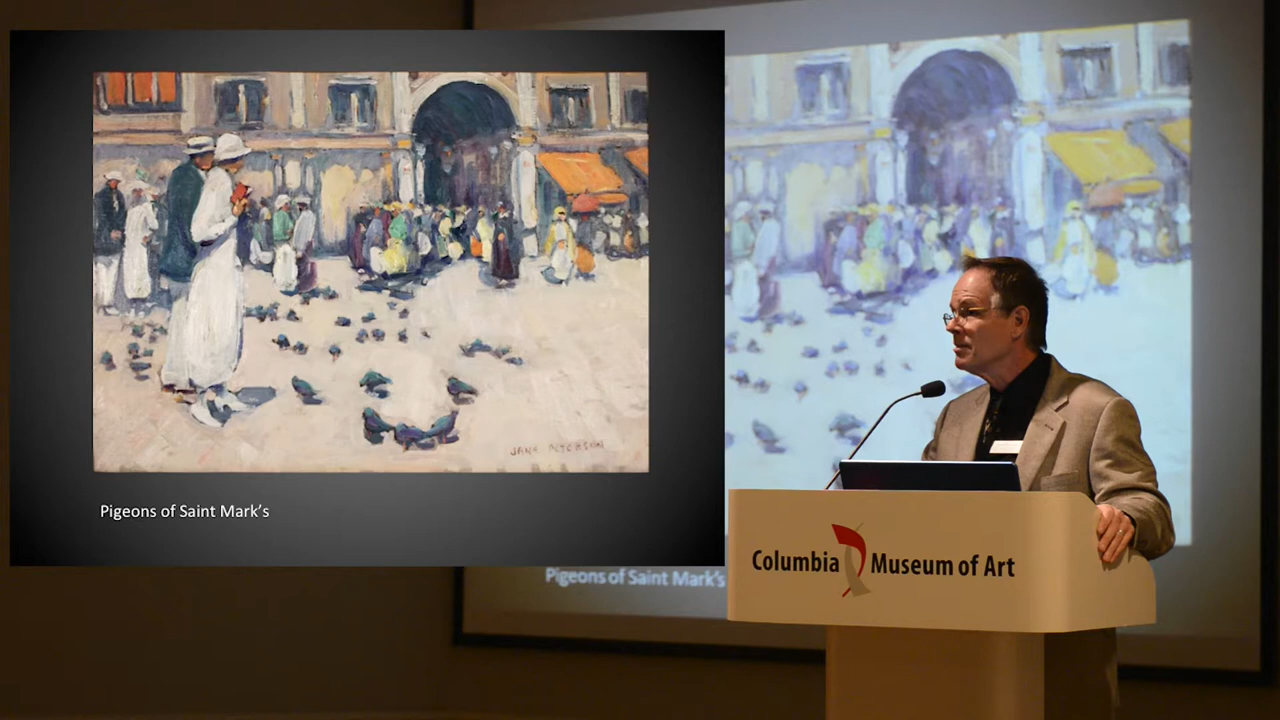 JANE PETERSON
Pigeons of Saint Mark's
Pigeons of Saint Mark's
Columbia Museum of Art